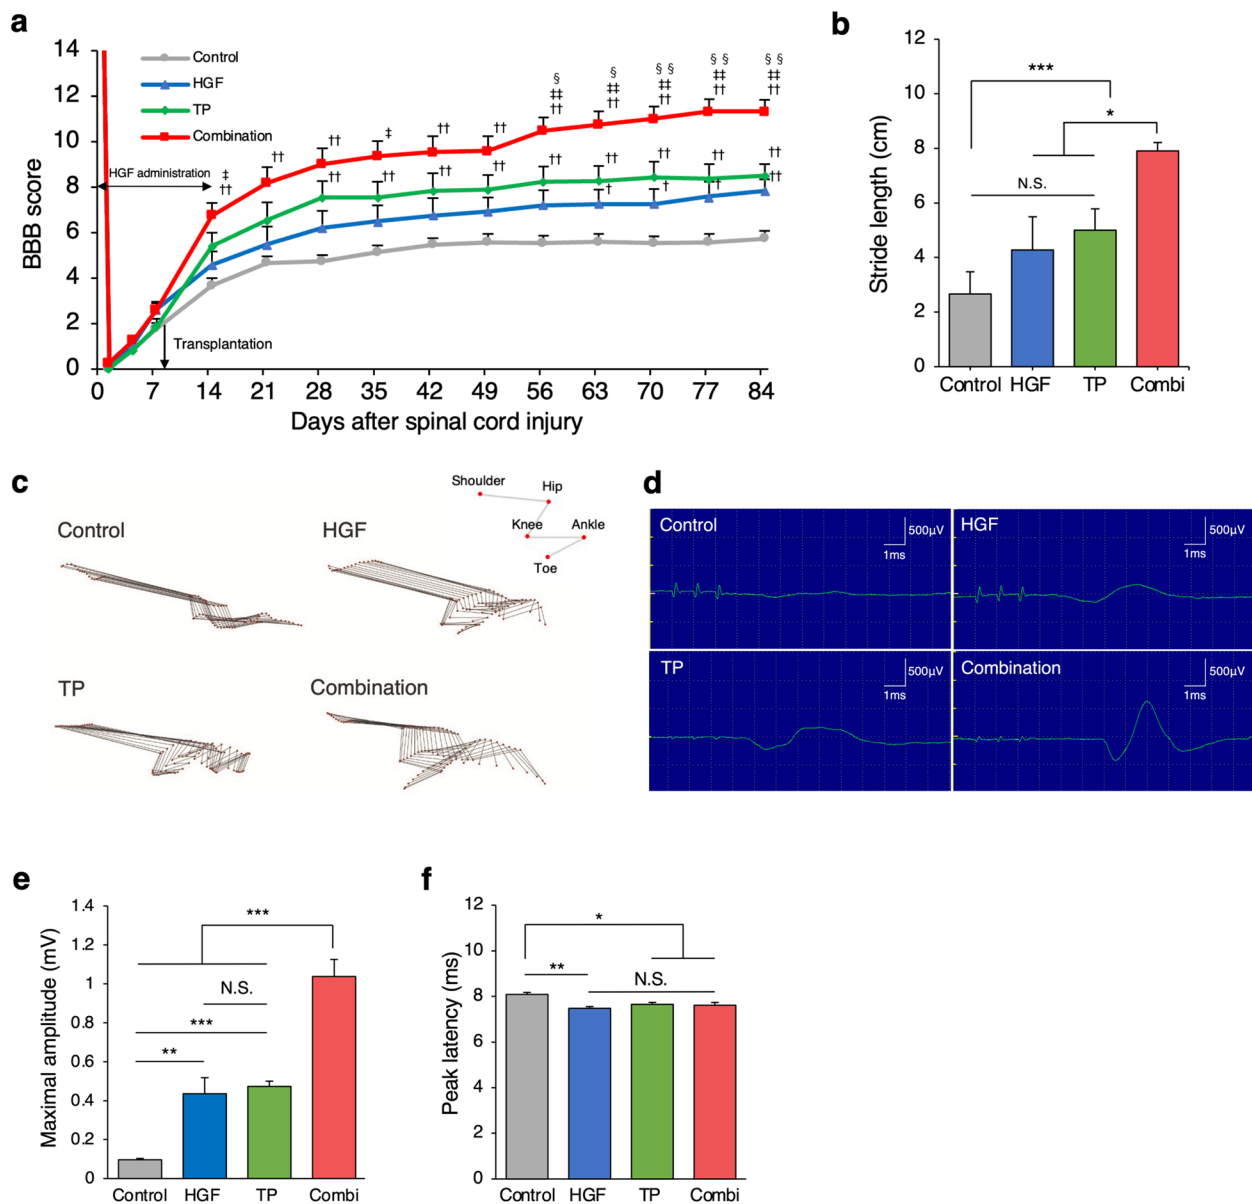 a
14
12
10
8
6
4
2
0
BBB score
Control
HGF
TP
Combination
HGF administration
Transplantation
‡
††
††
††
‡
††
††
§
‡‡
††
§
‡‡
††
§ §
‡‡
††
§ §
‡‡
††
§ §
‡‡
††
††
††
††
††
††
††
††
††
†
†
††
0 7 14 21 28 35 42 49 56 63 70 77 84
Days after spinal cord injury
b
12
10
8
6
4
2
0
Stride length (cm)
***
*
N.S.
Control HGF TP Combi
c
Control
HGF
Shoulder
Hip
Knee
Ankle
Toe
TP
Combination
d
Control
500μV
1ms
HGF
500μV
1ms
TP
500μV
1ms
Combination
500μV
1ms
e
1.4
1.2
1
0.8
0.6
0.4
0.2
0
Maximal amplitude (mV)
***
N.S.
***
**
Control HGF TP Combi
f
12
10
8
6
4
2
0
Peak latency (ms)
*
**
N.S.
Control HGF TP Combi